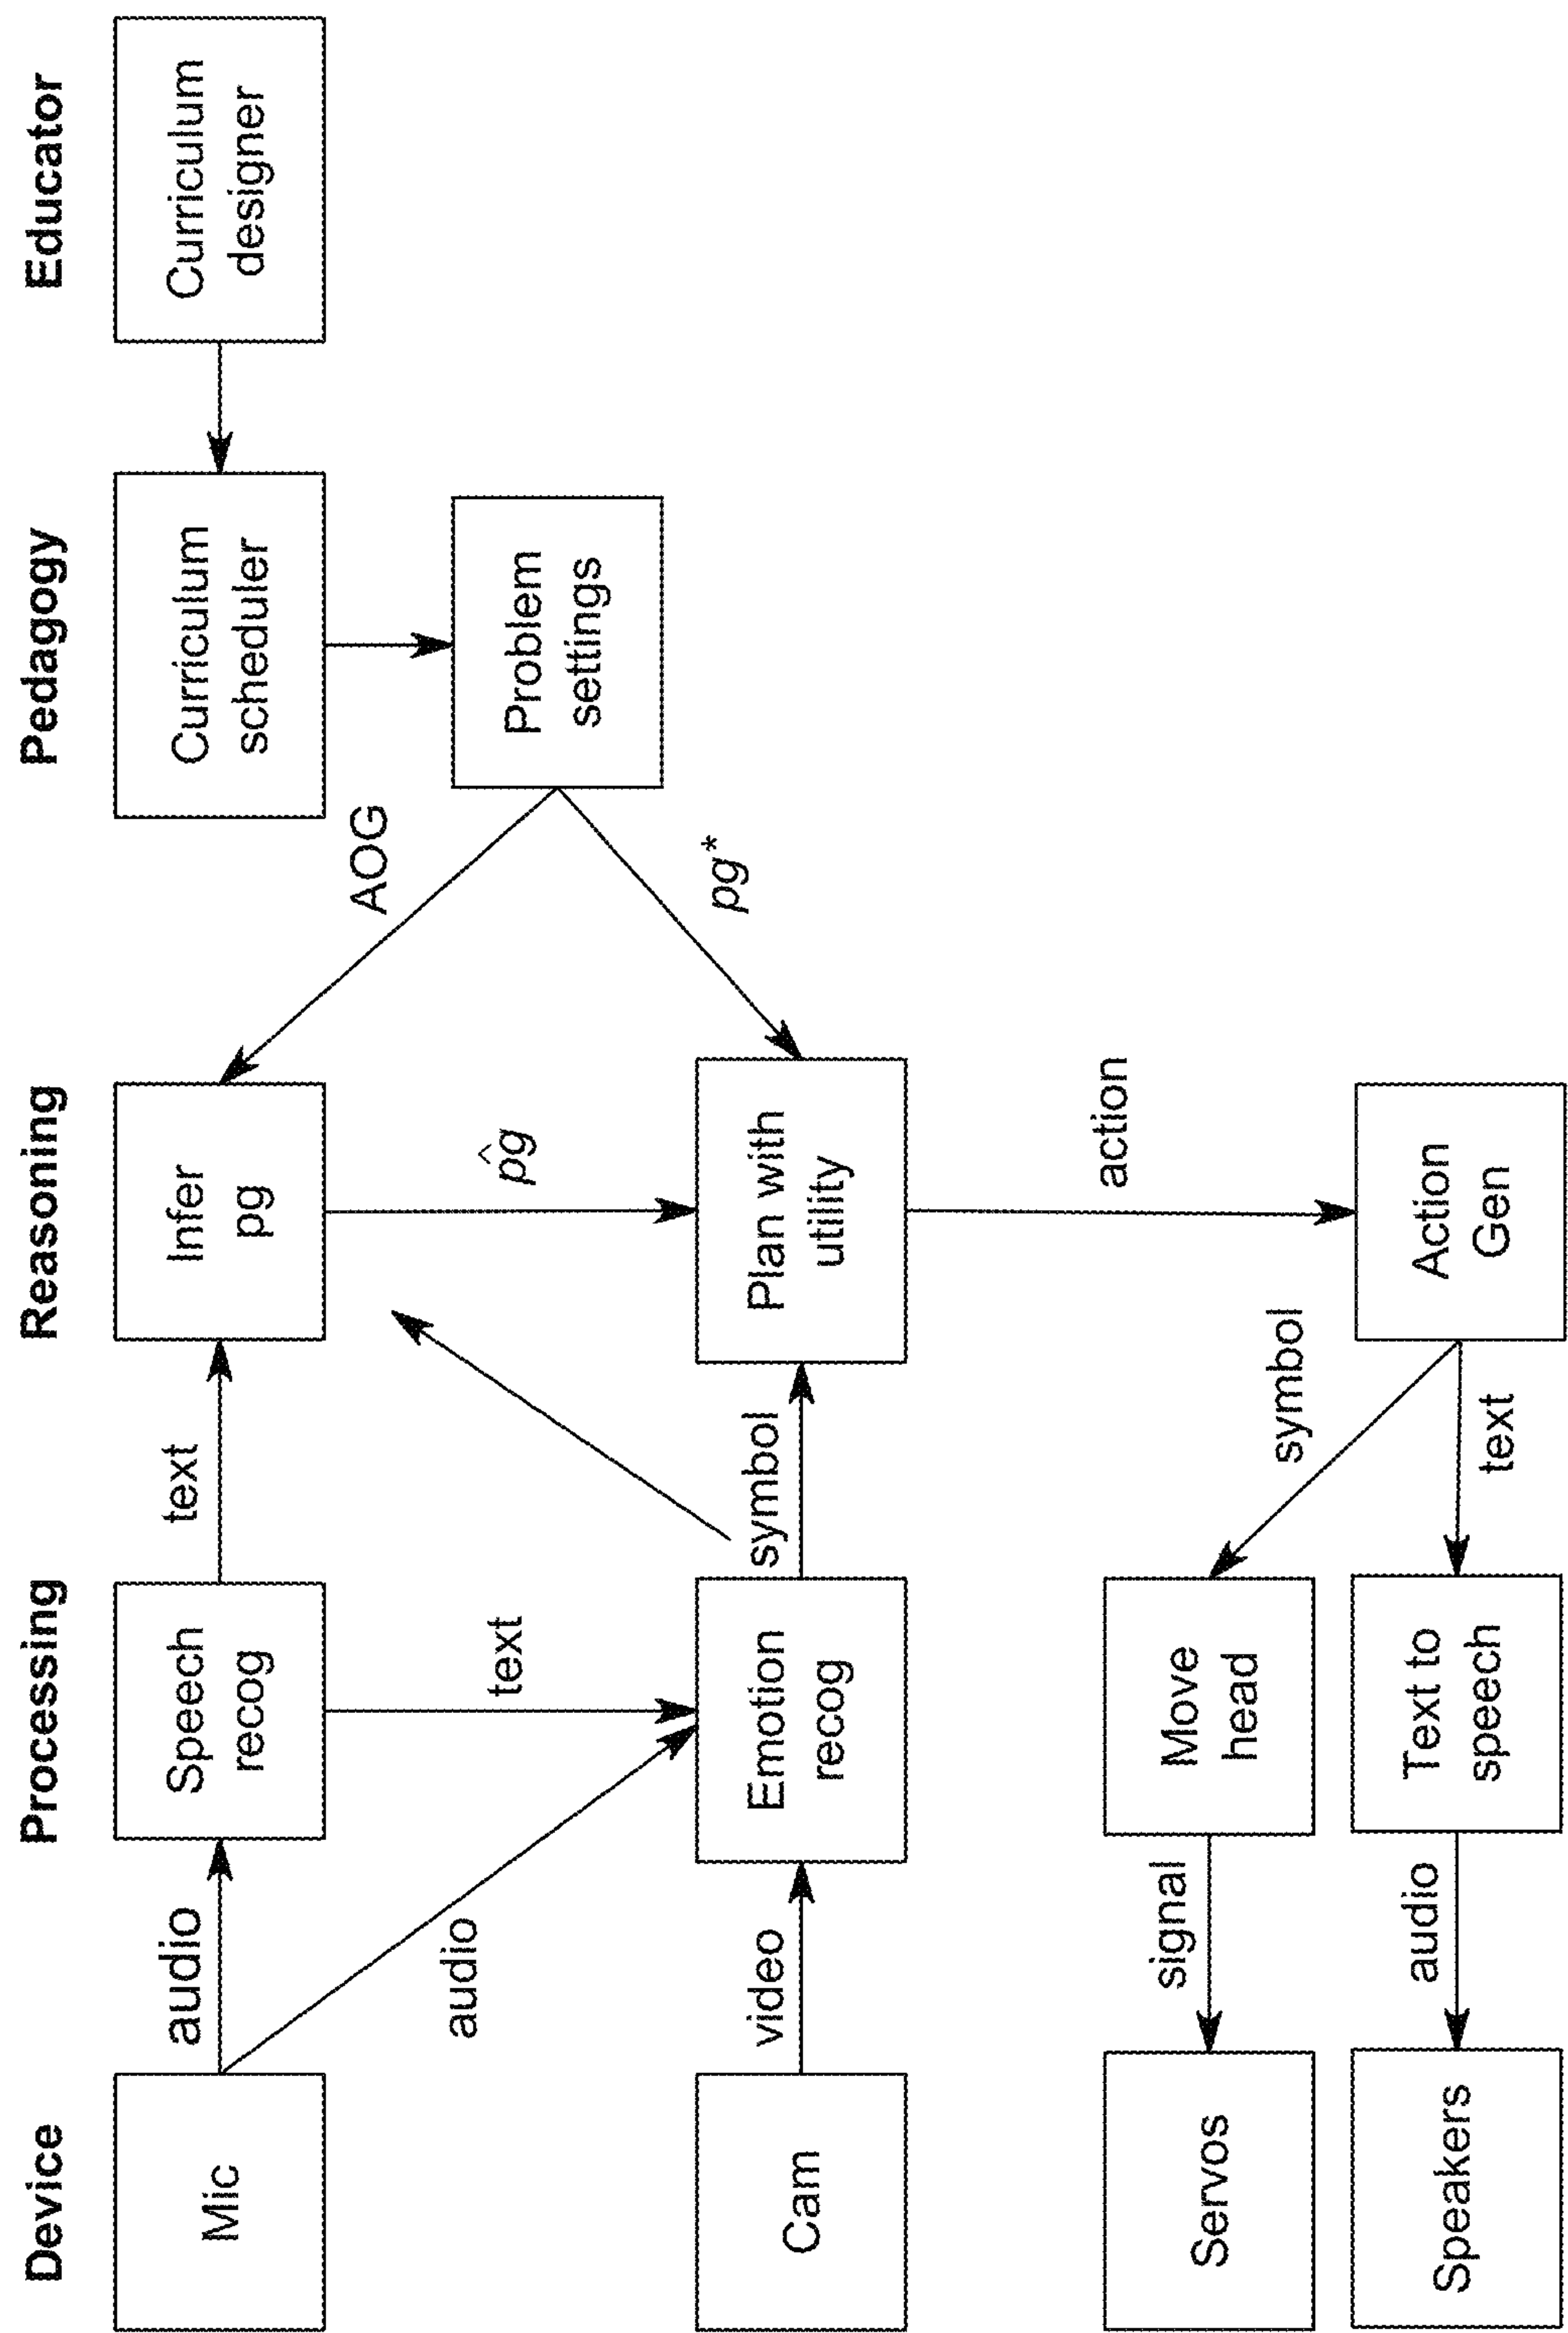 Device
Processing
Reasoning
Pedagogy
Educator
Mic
audio
Speech
recog
text
Infer
pg
AOG
Curriculum
scheduler
Curriculum
designer
audio
text
p̂g
Problem
settings
pg*
Cam
video
Emotion
recog
symbol
Plan with
utility
action
Servos
signal
Move
head
symbol
Speakers
audio
Text to
speech
text
Action
Gen